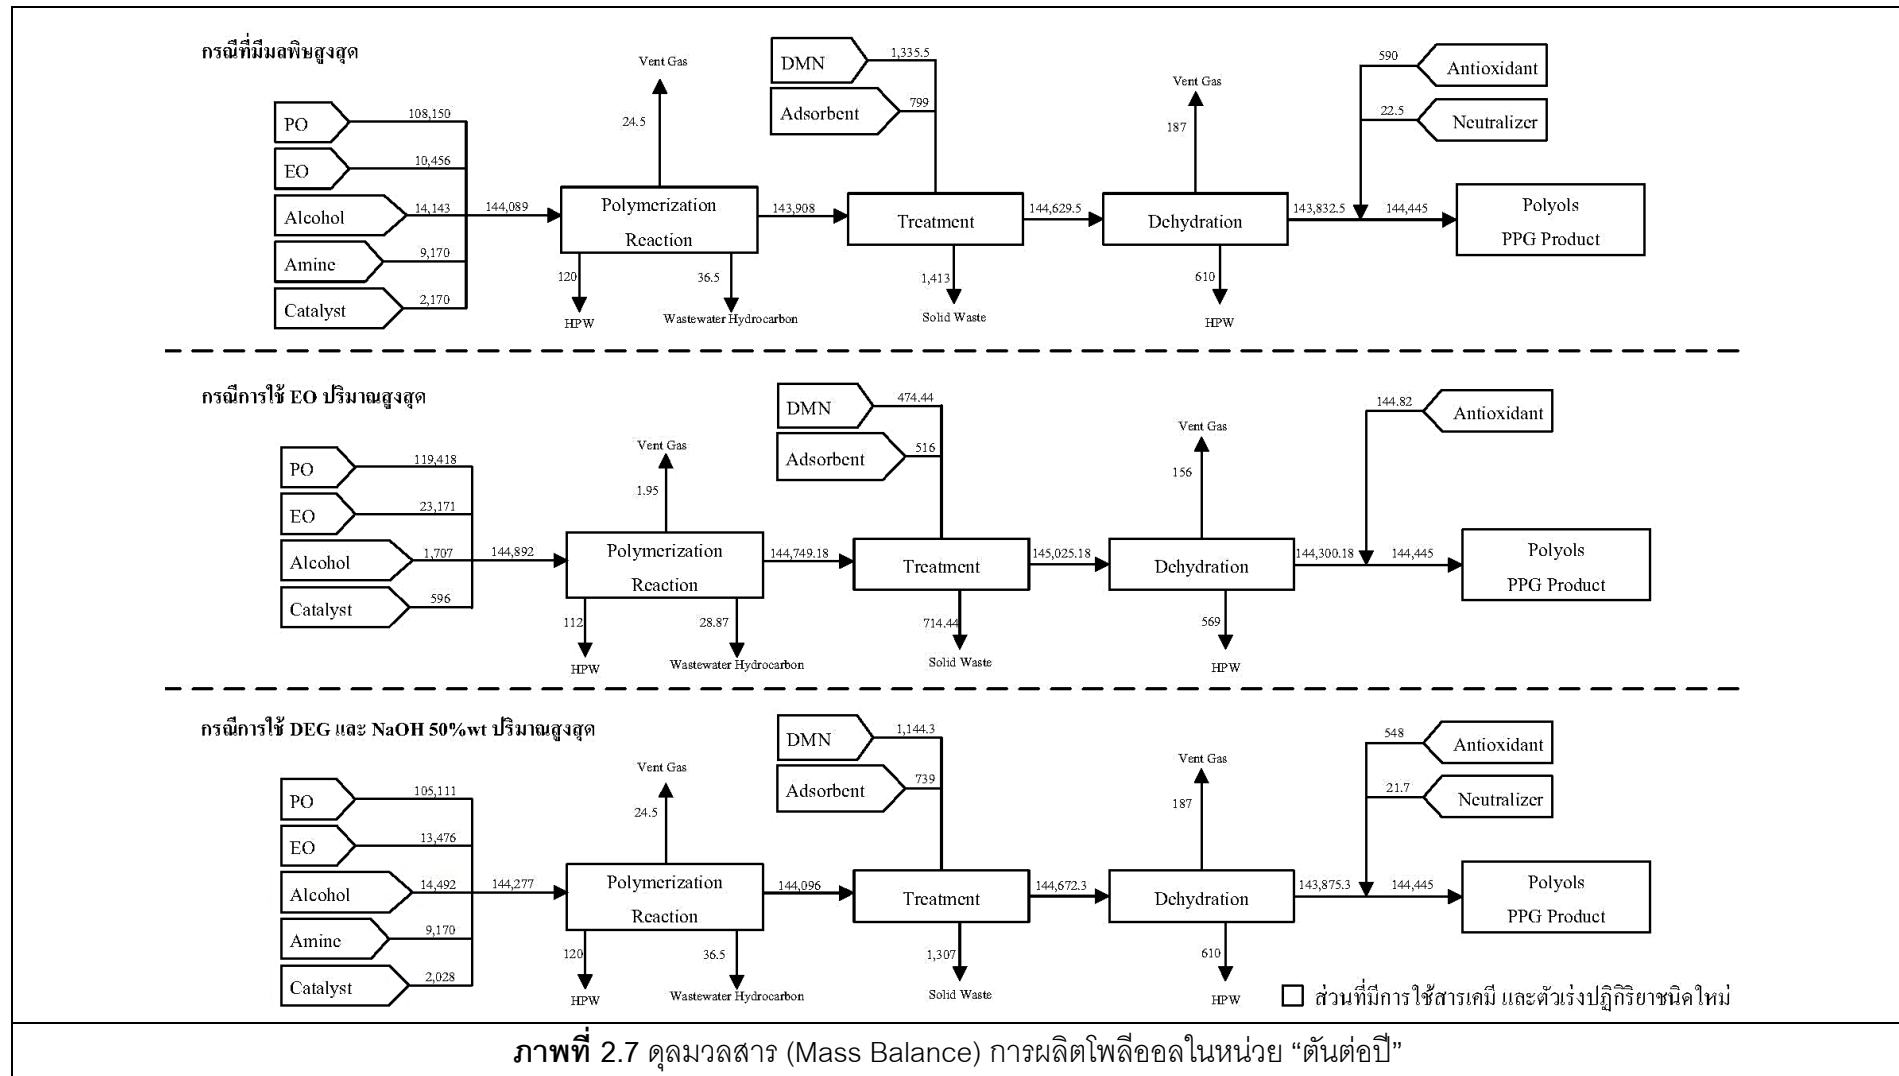 กรณีที่มีมลพิษสูงสุด
PO
108,150
EO
10,456
Alcohol
14,143
Amine
9,170
Catalyst
2,170
144,089
Vent Gas
24.5
Polymerization
Reaction
120
HPW
36.5
Wastewater Hydrocarbon
143,908
DMN
1,335.5
Adsorbent
799
Treatment
1,413
Solid Waste
144,629.5
Vent Gas
187
Dehydration
610
HPW
143,832.5
590
Antioxidant
22.5
Neutralizer
144,445
Polyols
PPG Product
กรณีการใช้ EO ปริมาณสูงสุด
PO
119,418
EO
23,171
Alcohol
1,707
Catalyst
596
144,892
Vent Gas
1.95
Polymerization
Reaction
112
HPW
28.87
Wastewater Hydrocarbon
144,749.18
DMN
474.44
Adsorbent
516
Treatment
714.44
Solid Waste
145,025.18
Vent Gas
156
Dehydration
569
HPW
144,300.18
144.82
Antioxidant
144,445
Polyols
PPG Product
กรณีการใช้ DEG และ NaOH 50%wt ปริมาณสูงสุด
PO
105,111
EO
13,476
Alcohol
14,492
Amine
9,170
Catalyst
2,028
144,277
Vent Gas
24.5
Polymerization
Reaction
120
HPW
36.5
Wastewater Hydrocarbon
144,096
DMN
1,144.3
Adsorbent
739
Treatment
1,307
Solid Waste
144,672.3
Vent Gas
187
Dehydration
610
HPW
143,875.3
548
Antioxidant
21.7
Neutralizer
144,445
Polyols
PPG Product
ส่วนที่มีการใช้สารเคมี และตัวเร่งปฏิกิริยาชนิดใหม่
ภาพที่ 2.7 ดุลมวลสาร (Mass Balance) การผลิตโพลีออลในหน่วย “ตันต่อปี”